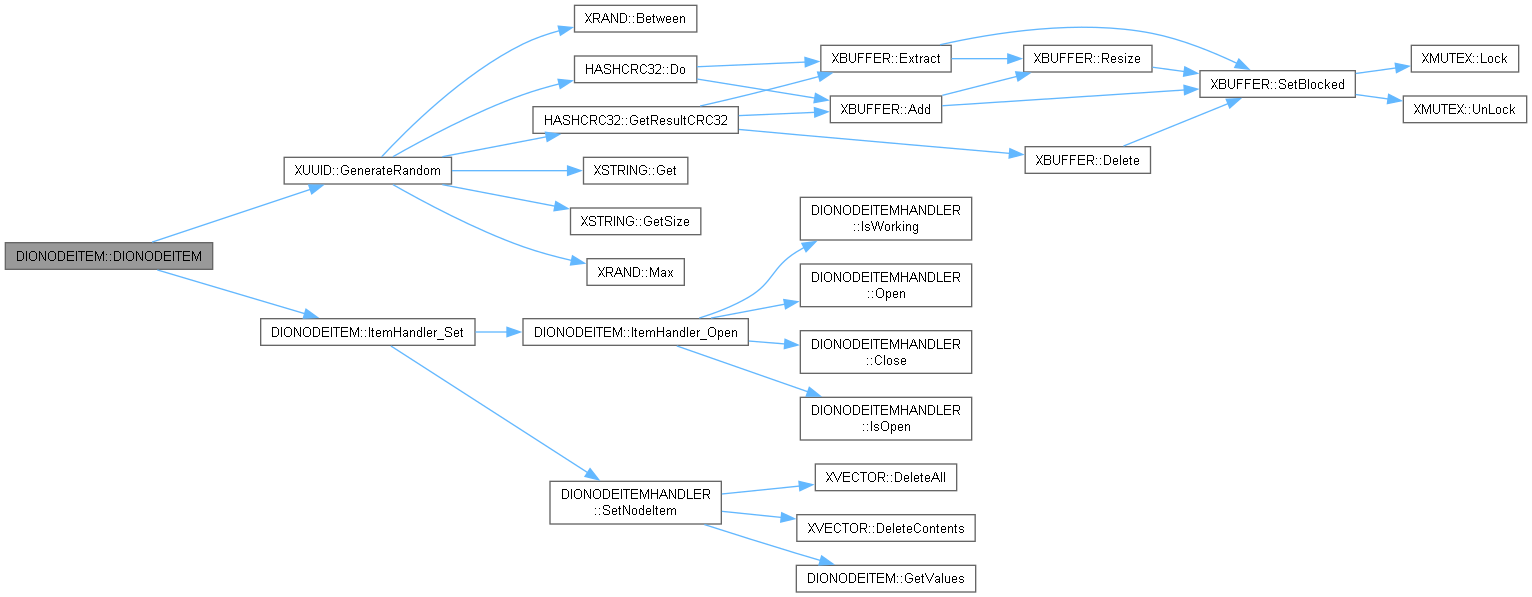 DIONODEITEM::DIONODEITEM
XUUID::GenerateRandom
DIONODEITEM::ItemHandler_Set
XRAND::Between
HASHCRC32::Do
HASHCRC32::GetResultCRC32
XSTRING::Get
XSTRING::GetSize
XRAND::Max
DIONODEITEM::ItemHandler_Open
DIONODEITEMHANDLER
::SetNodeItem
XBUFFER::Extract
XBUFFER::Add
XBUFFER::Resize
XBUFFER::Delete
XBUFFER::SetBlocked
XMUTEX::Lock
XMUTEX::UnLock
DIONODEITEMHANDLER
::IsWorking
DIONODEITEMHANDLER
::Open
DIONODEITEMHANDLER
::Close
DIONODEITEMHANDLER
::IsOpen
XVECTOR::DeleteAll
XVECTOR::DeleteContents
DIONODEITEM::GetValues